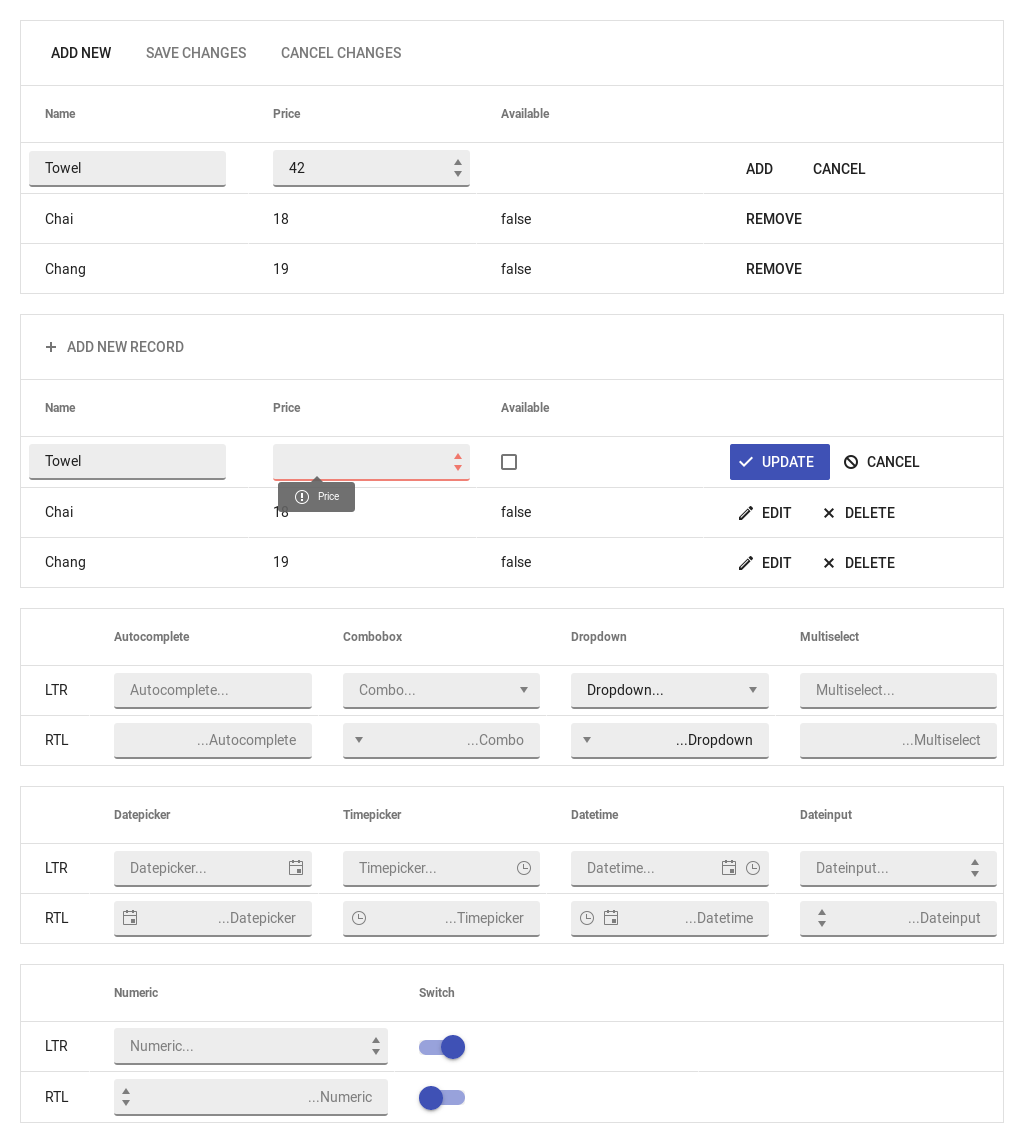 ADD NEW SAVE CHANGES CANCEL CHANGES
Name Price Available
Towel 42 ADD CANCEL
Chai 18 false REMOVE
Chang 19 false REMOVE
ADD NEW RECORD
Name Price Available
Towel UPDATE CANCEL
Price
Chai 18 false EDIT DELETE
Chang 19 false EDIT DELETE
Autocomplete Combobox Dropdown Multiselect
LTR Autocomplete... Combo... Dropdown... Multiselect...
RTL ...Autocomplete ...Combo ...Dropdown ...Multiselect
Datepicker Timepicker Datetime Dateinput
LTR Datepicker... Timepicker... Datetime... Dateinput...
RTL ...Datepicker ...Timepicker ...Datetime ...Dateinput
Numeric Switch
LTR Numeric...
RTL ...Numeric